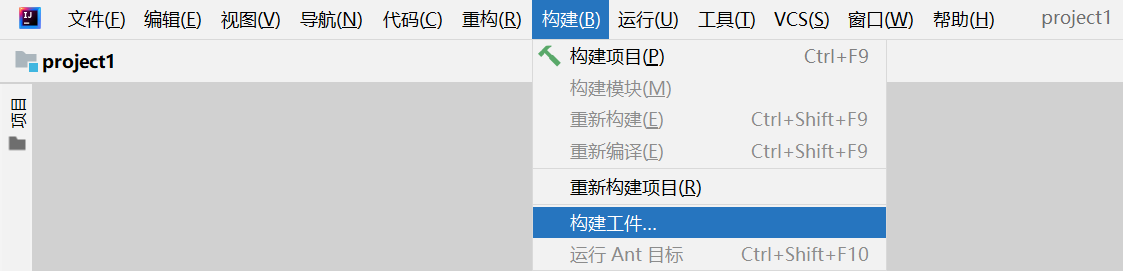 IJ 文件(F) 编辑(E) 视图(V) 导航(N) 代码(C) 重构(R) 构建(B) 运行(U) 工具(T) VCS(S) 窗口(W) 帮助(H) project1
project1
项目
构建项目(P) Ctrl+F9
构建模块(M)
重新构建(E) Ctrl+Shift+F9
重新编译(E) Ctrl+Shift+F9
重新构建项目(R)
构建工件...
运行 Ant 目标 Ctrl+Shift+F10